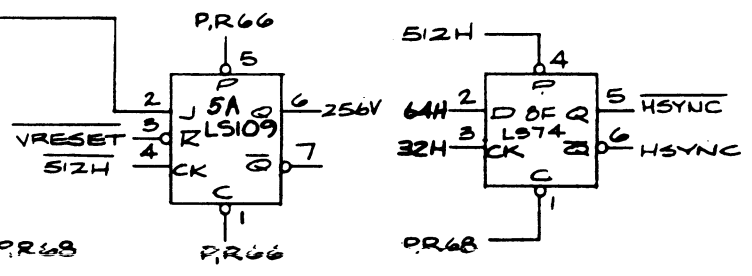 P,R66
5
P
2 J 5A Q 6 256V
LS109
VRESET 3 K
512H 4 CK Q 7
C
1
P,R68
P,R66
512H
4
P
64H 2 D 8F Q 5 HSYNC
LS74
32H 3 CK Q 6 HSYNC
C
1
P,R68